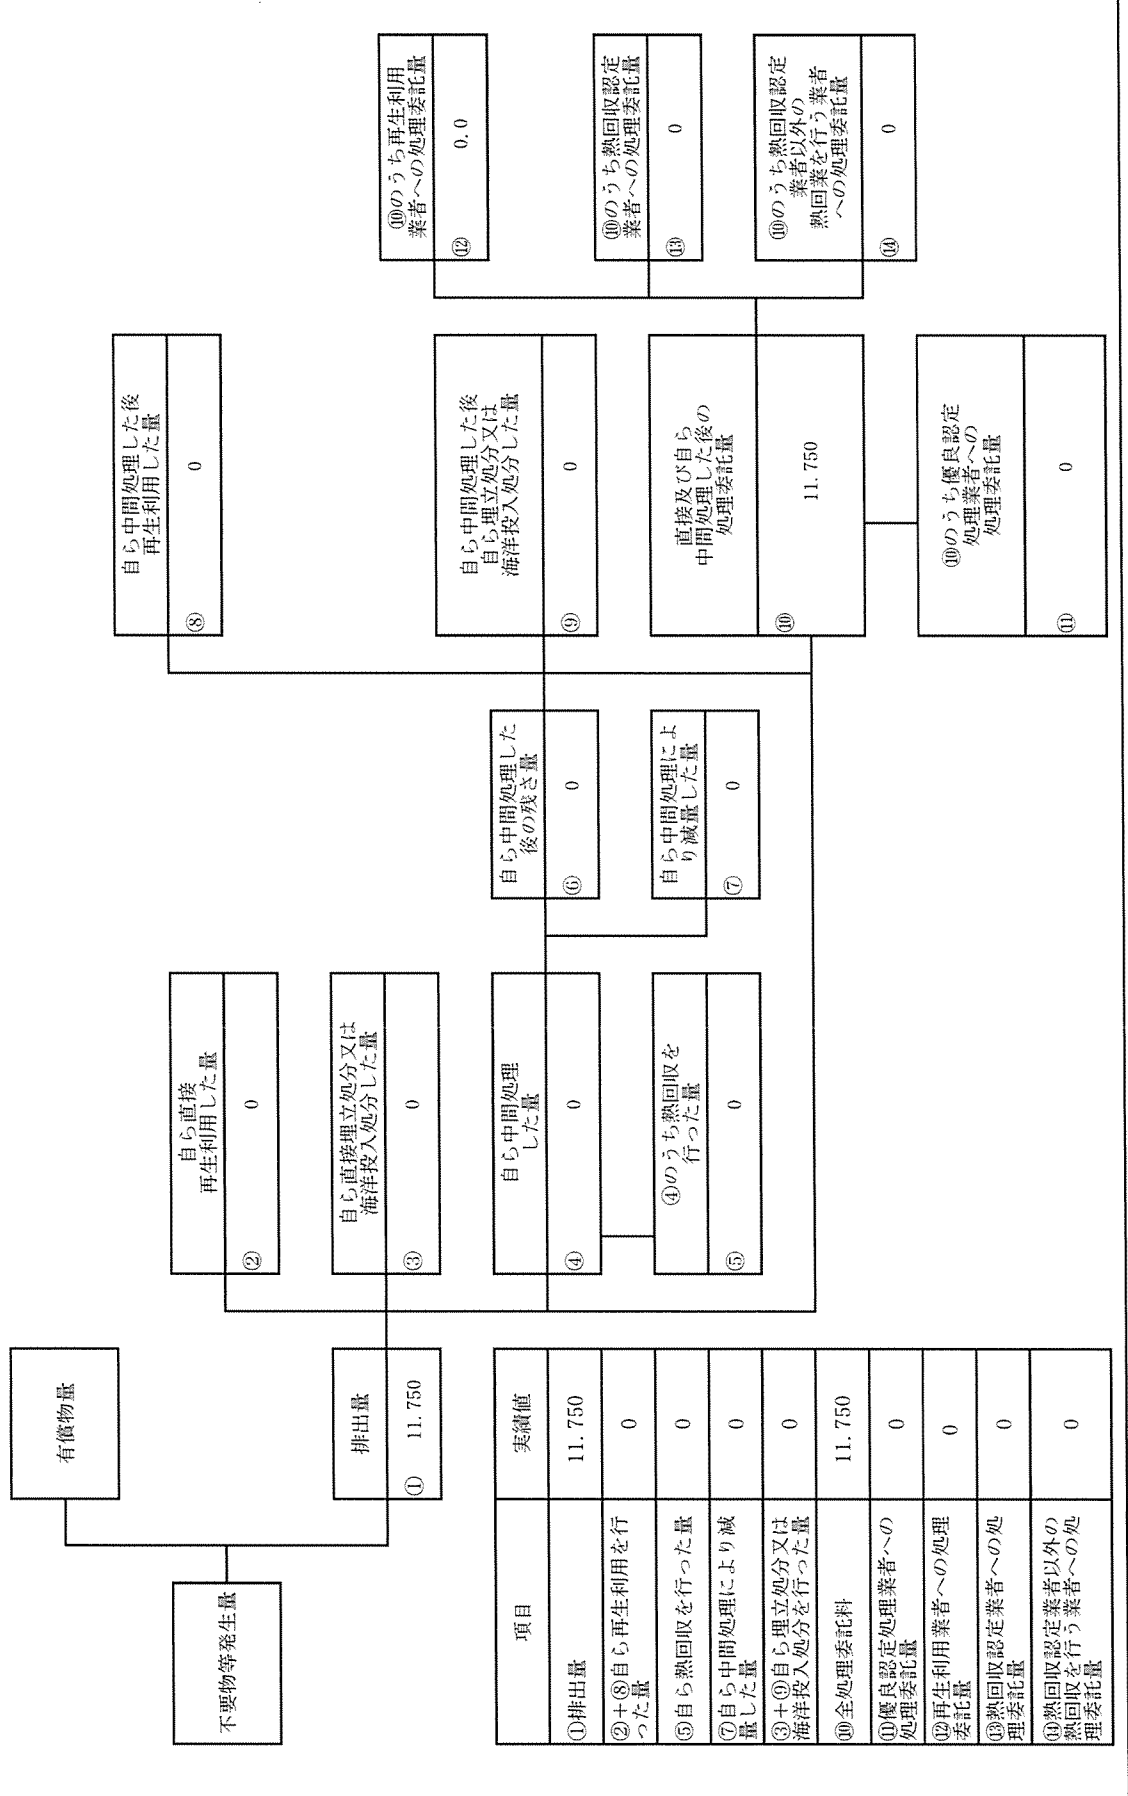 有償物量
不要物等発生量
排出量
① 11.750
自ら直接
再生利用した量
② 0
自ら直接埋立処分又は
海洋投入処分した量
③ 0
自ら中間処理
した量
④ 0
④のうち熱回収を
行った量
⑤ 0
自ら中間処理した
後の残さ量
⑥ 0
自ら中間処理によ
り減量した量
⑦ 0
自ら中間処理した後
再生利用した量
⑧ 0
自ら中間処理した後
自ら埋立処分又は
海洋投入処分した量
⑨ 0
直接及び自ら
中間処理した後の
処理委託量
⑩ 11.750
⑩のうち優良認定
処理業者への
処理委託量
⑪ 0
⑩のうち再生利用
業者への処理委託量
⑫ 0.0
⑩のうち熱回収認定
業者への処理委託量
⑬ 0
⑩のうち熱回収認定
業者以外の
熱回業を行う業者
への処理委託量
⑭ 0
項目 実績値
①排出量 11.750
②+⑧自ら再生利用を行
った量 0
⑤自ら熱回収を行った量 0
⑦自ら中間処理により減
量した量 0
③+⑨自ら埋立処分又は
海洋投入処分を行った量 0
⑩全処理委託料 11.750
⑪優良認定処理業者への
処理委託量 0
⑫再生利用業者への処理
委託量 0
⑬熱回収認定業者への処
理委託量 0
⑭熱回収認定業者以外の
熱回収を行う業者への処
理委託量 0